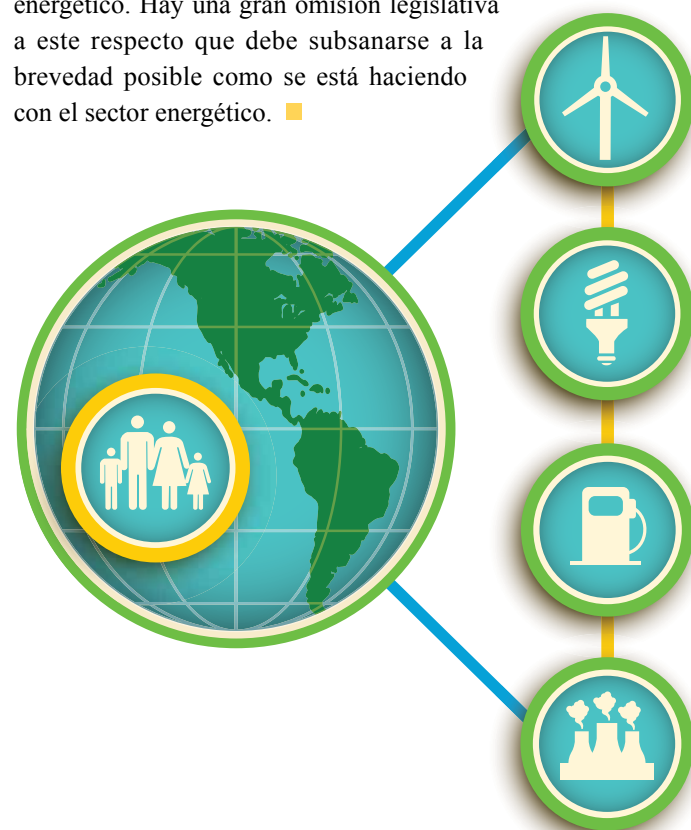 energético. Hay una gran omisión legislativa
a este respecto que debe subsanarse a la
brevedad posible como se está haciendo
con el sector energético.